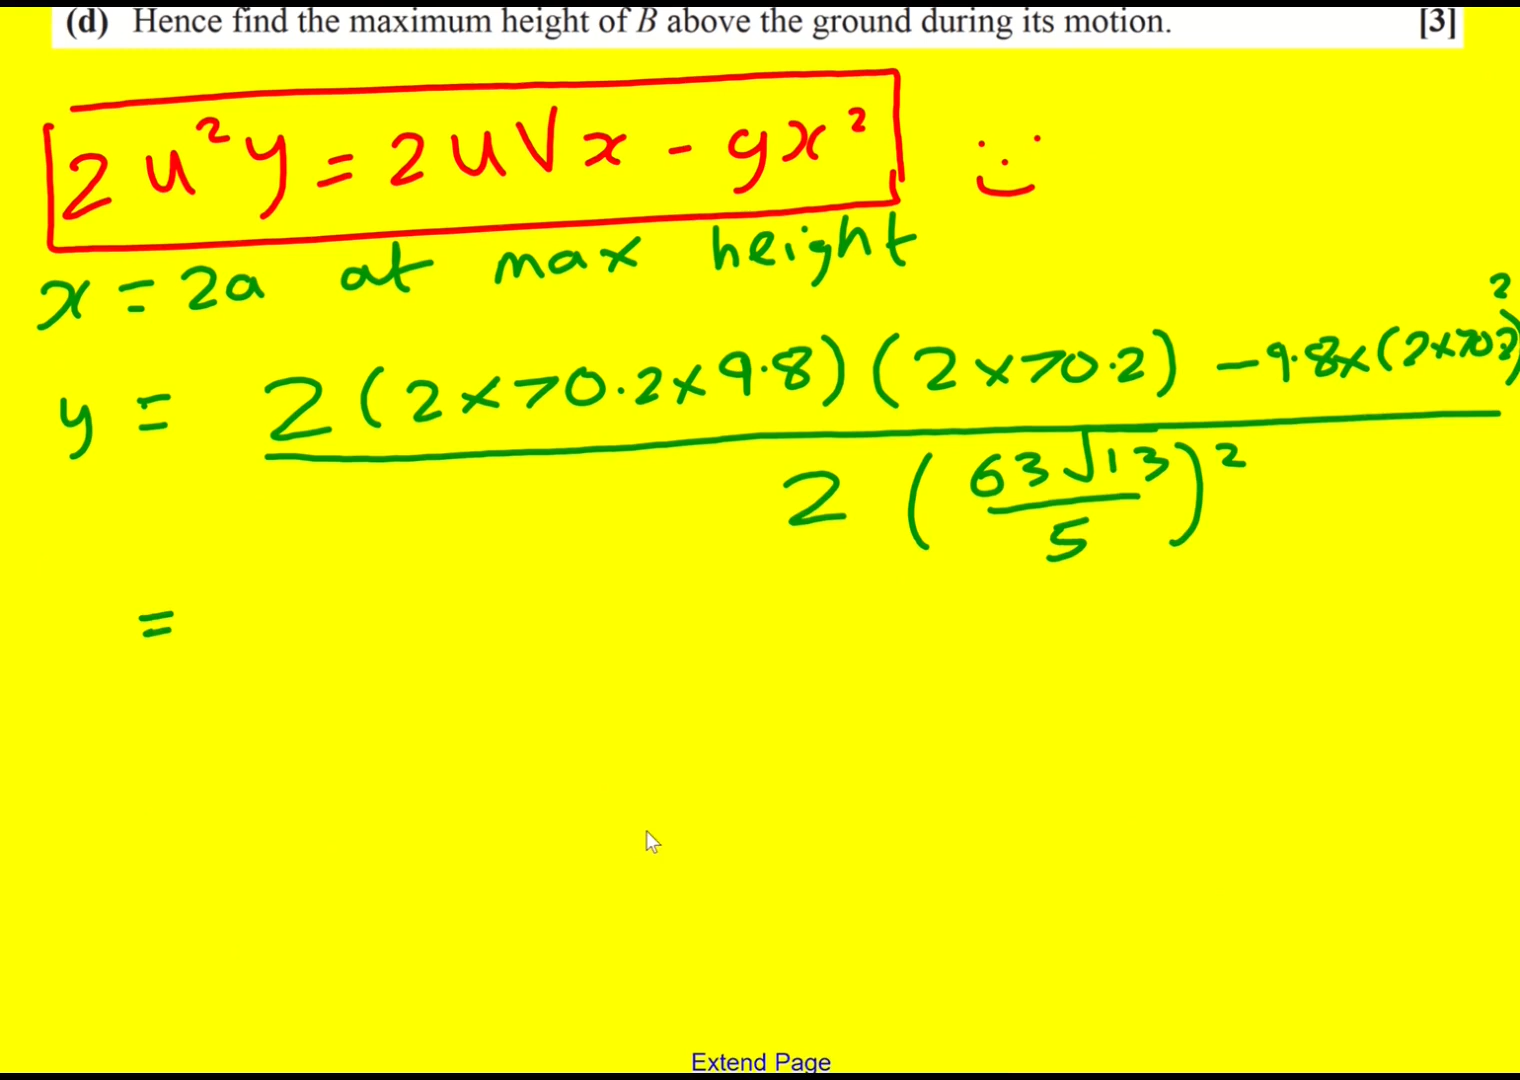 (d) Hence find the maximum height of B above the ground during its motion. [3]
2u²y = 2uVx - gx²
x = 2a at max height
y = 2(2×70.2×9.8)(2×70.2) - 9.8×(2×70.2)²
2(63√13/5)²
=
Extend Page